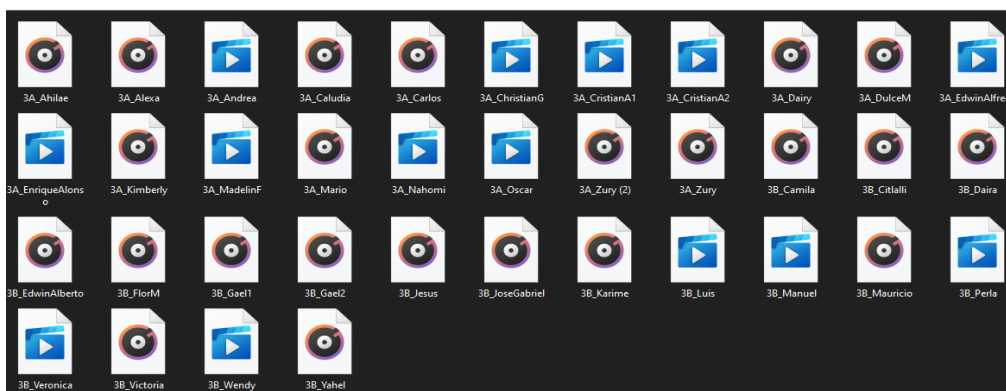 3A_Ahilae 3A_Alexa 3A_Andrea 3A_Caludia 3A_Carlos 3A_ChristianG 3A_CristianA1 3A_CristianA2 3A_Dairy 3A_DulceM 3A_EdwinAlfre
3A_EnriqueAlons 3A_Kimberly 3A_MadelinF 3A_Mario 3A_Nahomi 3A_Oscar 3A_Zury (2) 3A_Zury 3B_Camila 3B_Citlalli 3B_Daira
o
3B_EdwinAlberto 3B_FlorM 3B_Gael1 3B_Gael2 3B_Jesus 3B_JoseGabriel 3B_Karime 3B_Luis 3B_Manuel 3B_Mauricio 3B_Perla
3B_Veronica 3B_Victoria 3B_Wendy 3B_Yahel